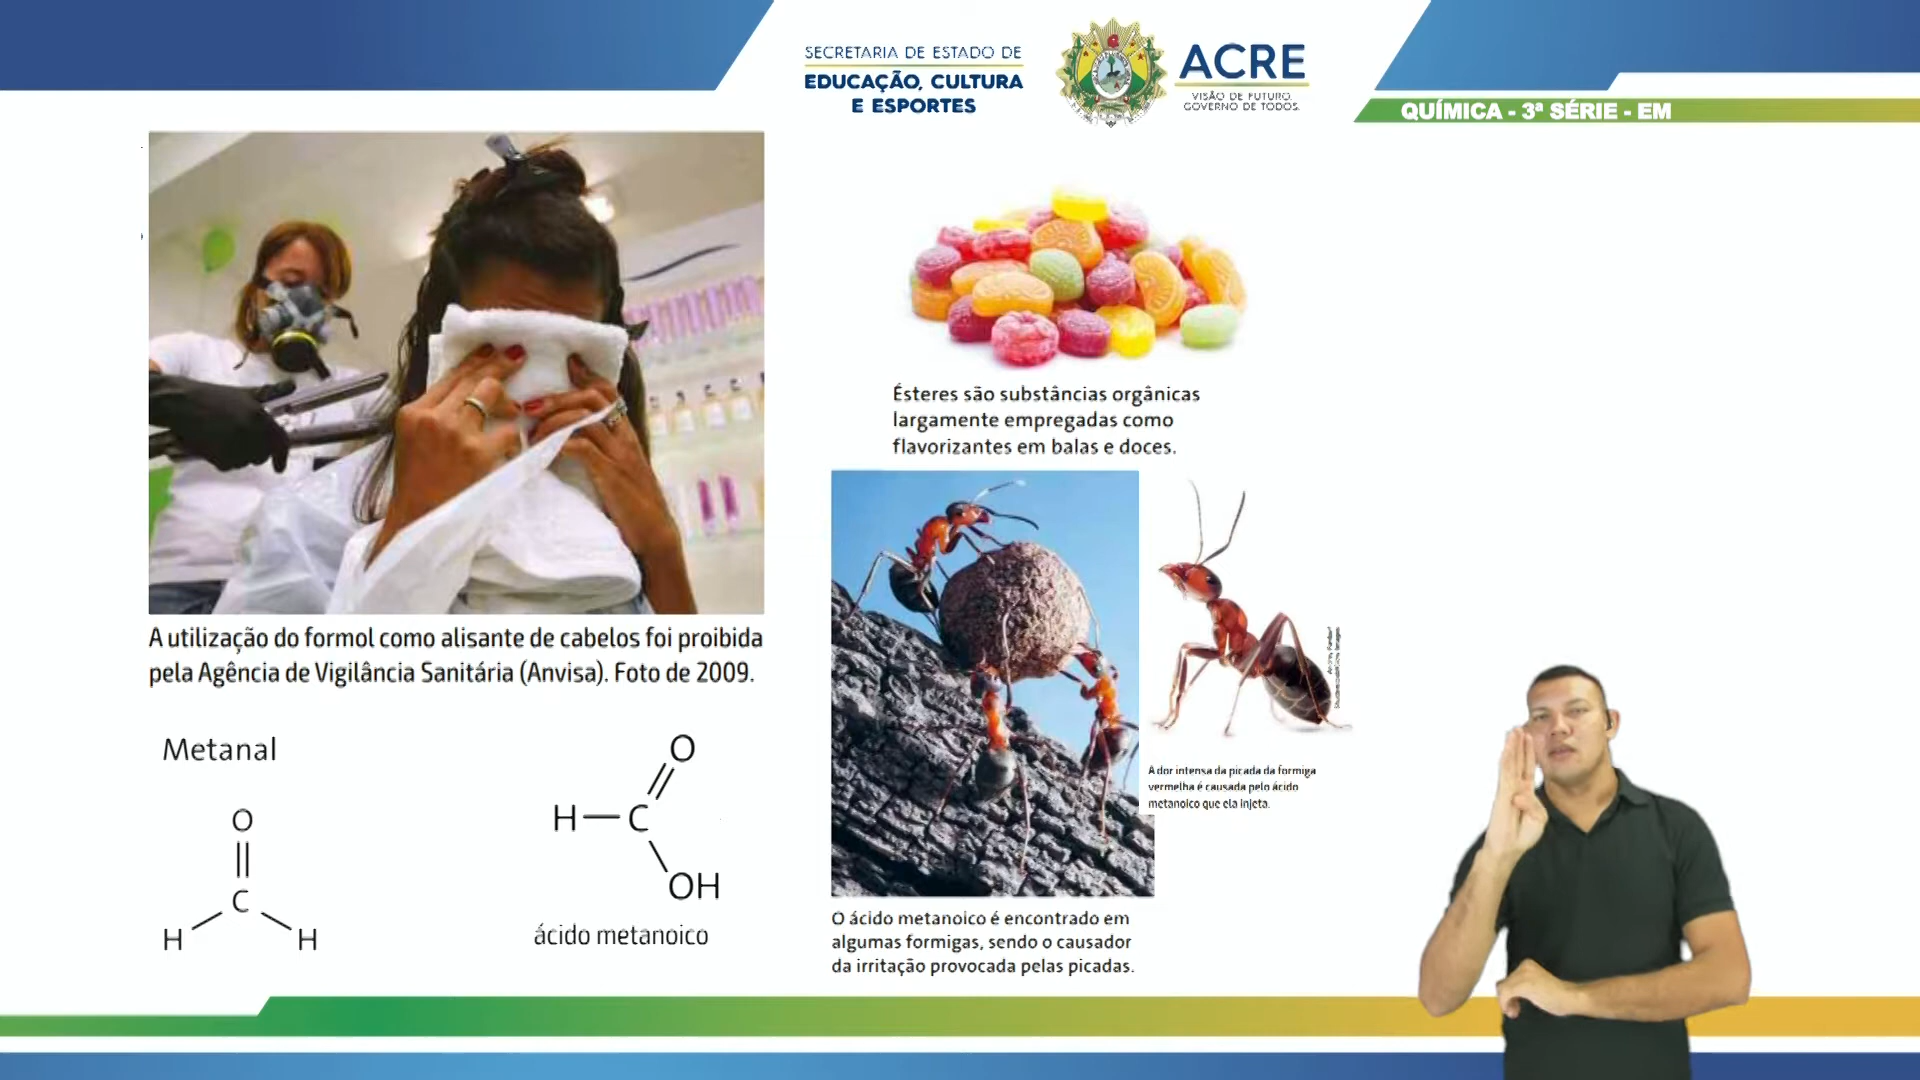 SECRETARIA DE ESTADO DE
EDUCAÇÃO, CULTURA
E ESPORTES
ACRE
VISÃO DE FUTURO.
GOVERNO DE TODOS.
QUÍMICA - 3ª SÉRIE - EM
A utilização do formol como alisante de cabelos foi proibida
pela Agência de Vigilância Sanitária (Anvisa). Foto de 2009.
Metanal
O
C
H
H
O
H
C
OH
ácido metanoico
Ésteres são substâncias orgânicas
largamente empregadas como
flavorizantes em balas e doces.
A dor intensa da picada da formiga
vermelha é causada pelo ácido
metanoico que ela injeta.
O ácido metanoico é encontrado em
algumas formigas, sendo o causador
da irritação provocada pelas picadas.